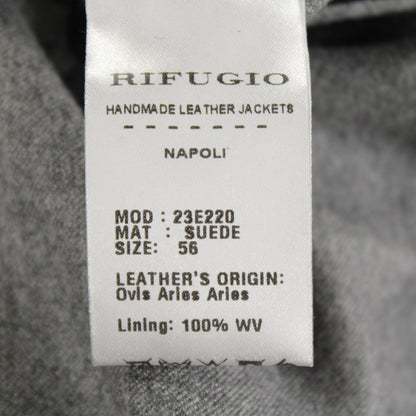 RIFUGIO
HANDMADE LEATHER JACKETS
- - - - - - -
NAPOLI
MOD : 23E220
MAT : SUEDE
SIZE: 56
LEATHER'S ORIGIN:
Ovis Aries Aries
Lining: 100% WV